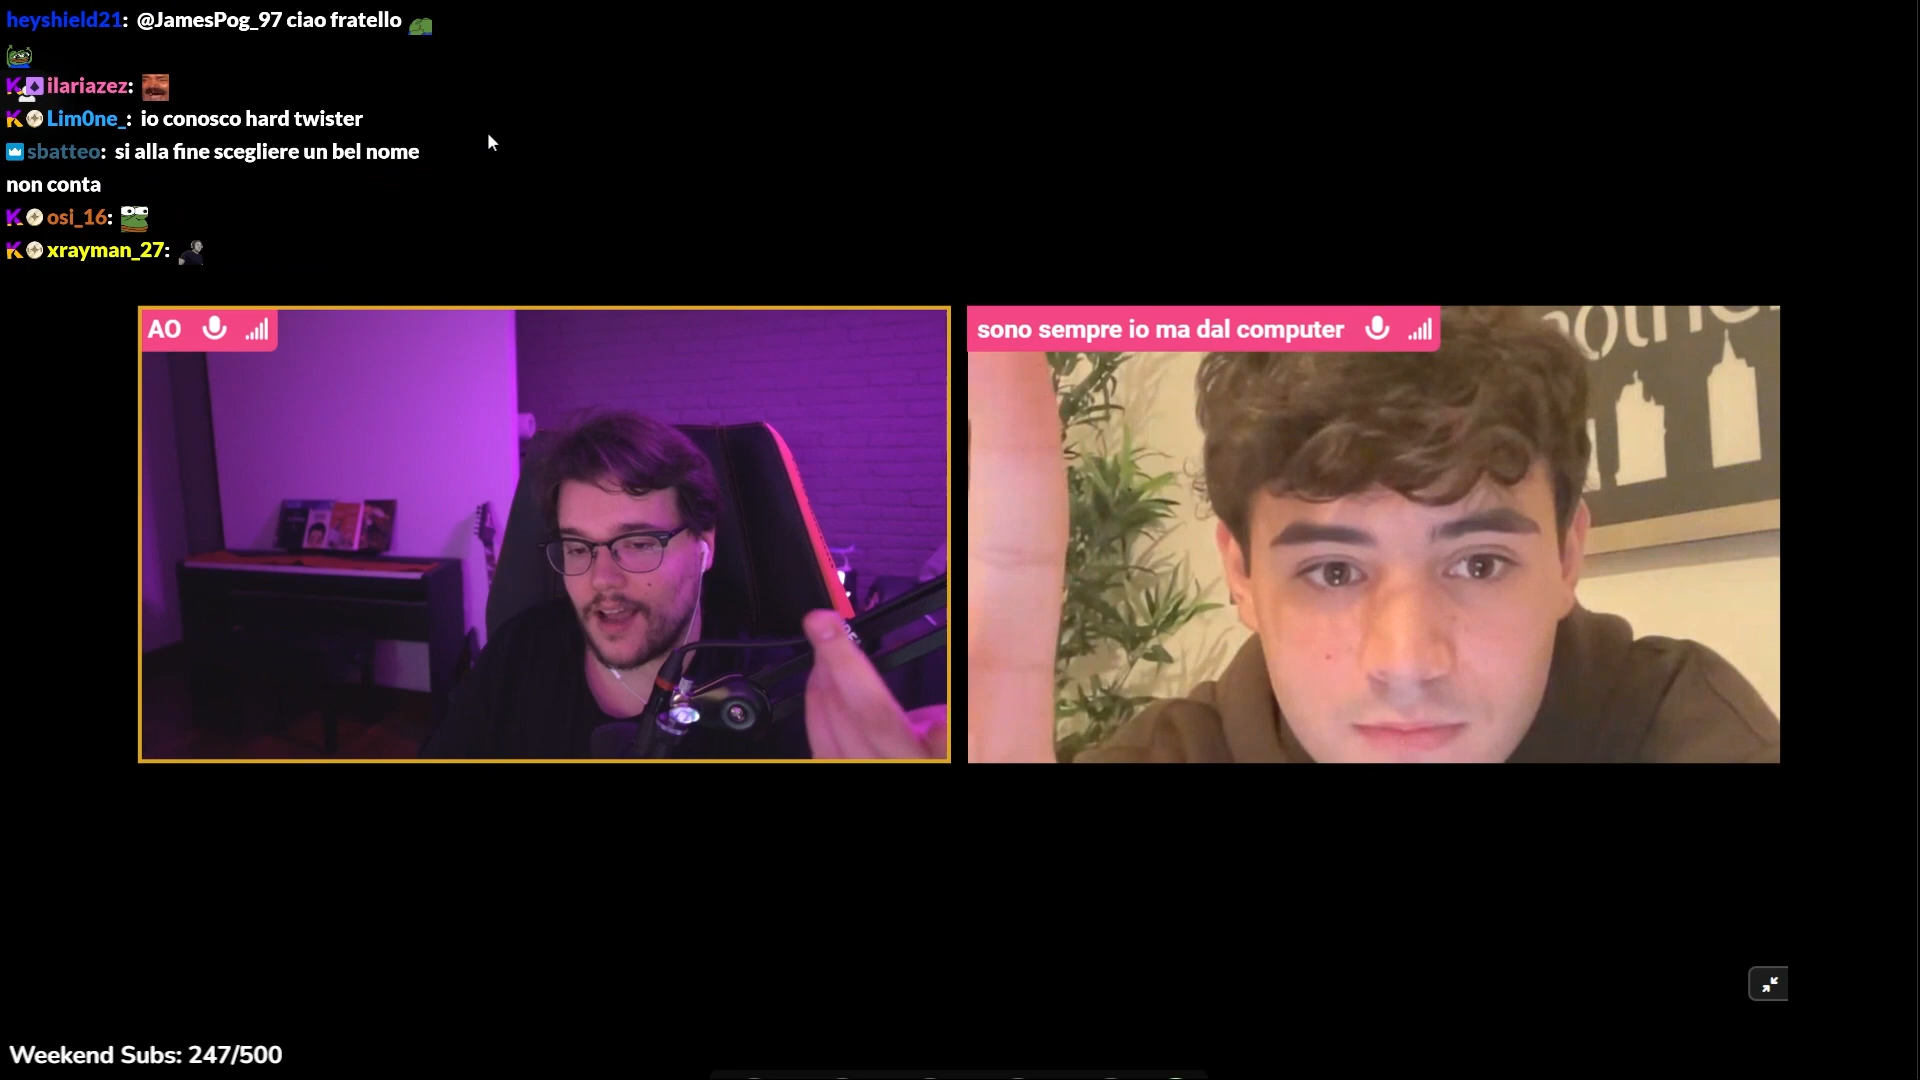 heyshield21: @JamesPog_97 ciao fratello
ilariazez:
Lim0ne_: io conosco hard twister
sbatteo: si alla fine scegliere un bel nome
non conta
osi_16:
xrayman_27:
AO
sono sempre io ma dal computer
Weekend Subs: 247/500